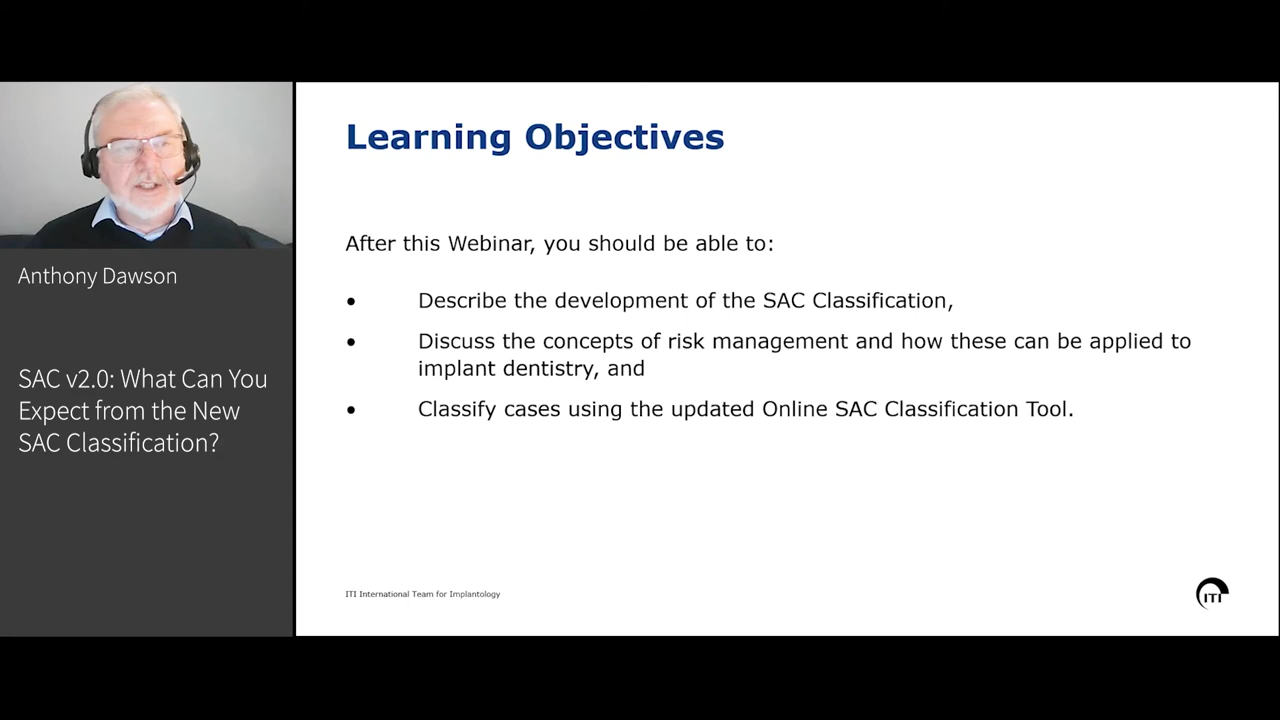 Anthony Dawson
SAC v2.0: What Can You
Expect from the New
SAC Classification?
Learning Objectives
After this Webinar, you should be able to:
• Describe the development of the SAC Classification,
• Discuss the concepts of risk management and how these can be applied to
implant dentistry, and
• Classify cases using the updated Online SAC Classification Tool.
ITI International Team for Implantology
ITI